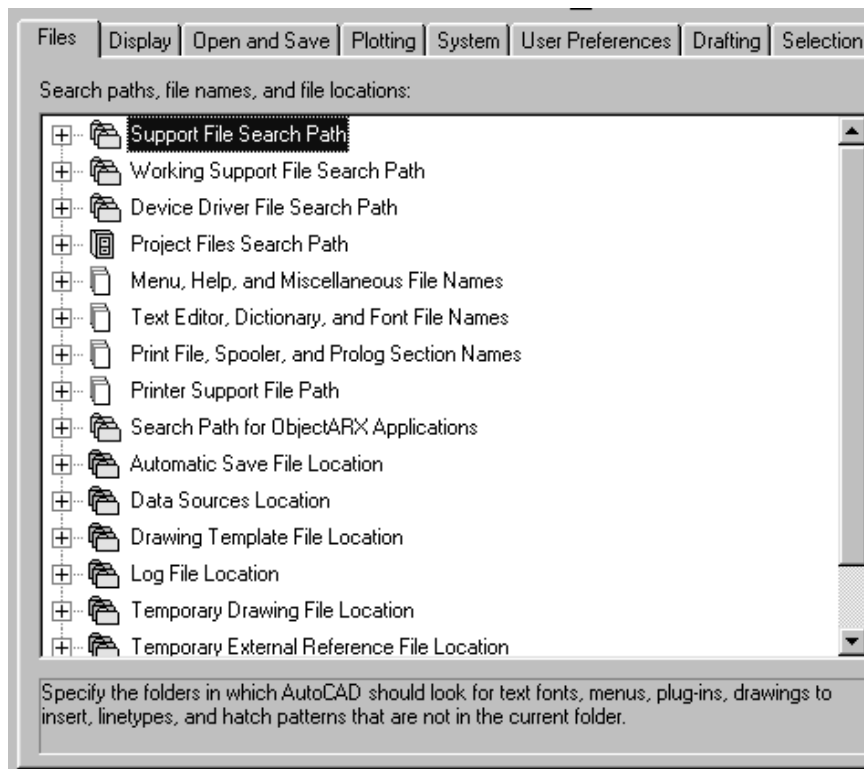 Files Display Open and Save Plotting System User Preferences Drafting Selection
Search paths, file names, and file locations:
Support File Search Path
Working Support File Search Path
Device Driver File Search Path
Project Files Search Path
Menu, Help, and Miscellaneous File Names
Text Editor, Dictionary, and Font File Names
Print File, Spooler, and Prolog Section Names
Printer Support File Path
Search Path for ObjectARX Applications
Automatic Save File Location
Data Sources Location
Drawing Template File Location
Log File Location
Temporary Drawing File Location
Temporary External Reference File Location
Specify the folders in which AutoCAD should look for text fonts, menus, plug-ins, drawings to
insert, linetypes, and hatch patterns that are not in the current folder.